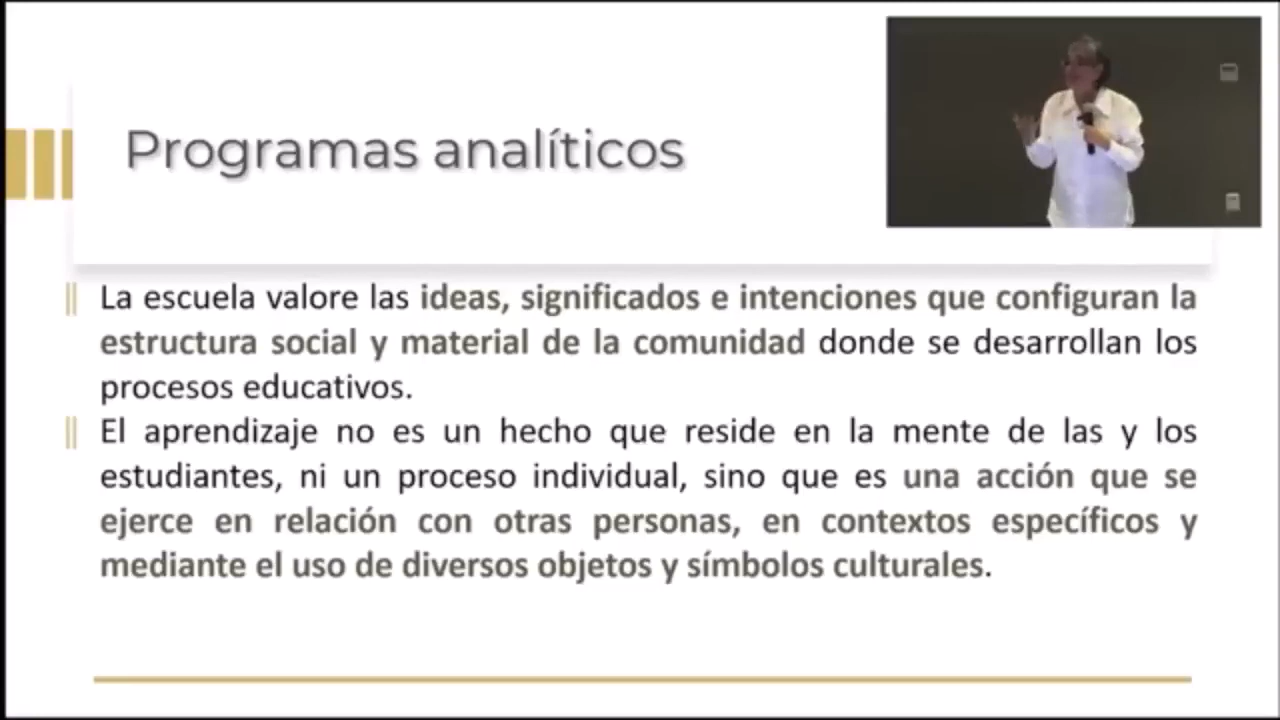 Programas analíticos
La escuela valore las ideas, significados e intenciones que configuran la
estructura social y material de la comunidad donde se desarrollan los
procesos educativos.
El aprendizaje no es un hecho que reside en la mente de las y los
estudiantes, ni un proceso individual, sino que es una acción que se
ejerce en relación con otras personas, en contextos específicos y
mediante el uso de diversos objetos y símbolos culturales.